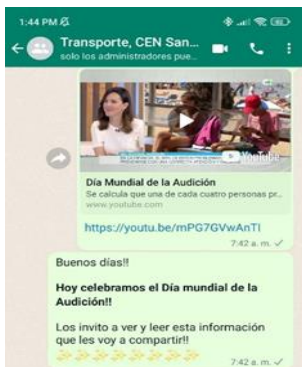 1:44 PM
Transporte, CEN San...
solo los administradores pue...
YouTube
Día Mundial de la Audición
Se calcula que una de cada cuatro personas pr...
www.youtube.com
https://youtu.be/mPG7GVwAnTI
7:42 a. m.
Buenos días!!
Hoy celebramos el Día mundial de la
Audición!!
Los invito a ver y leer esta información
que les voy a compartir!!
7:42 a. m.